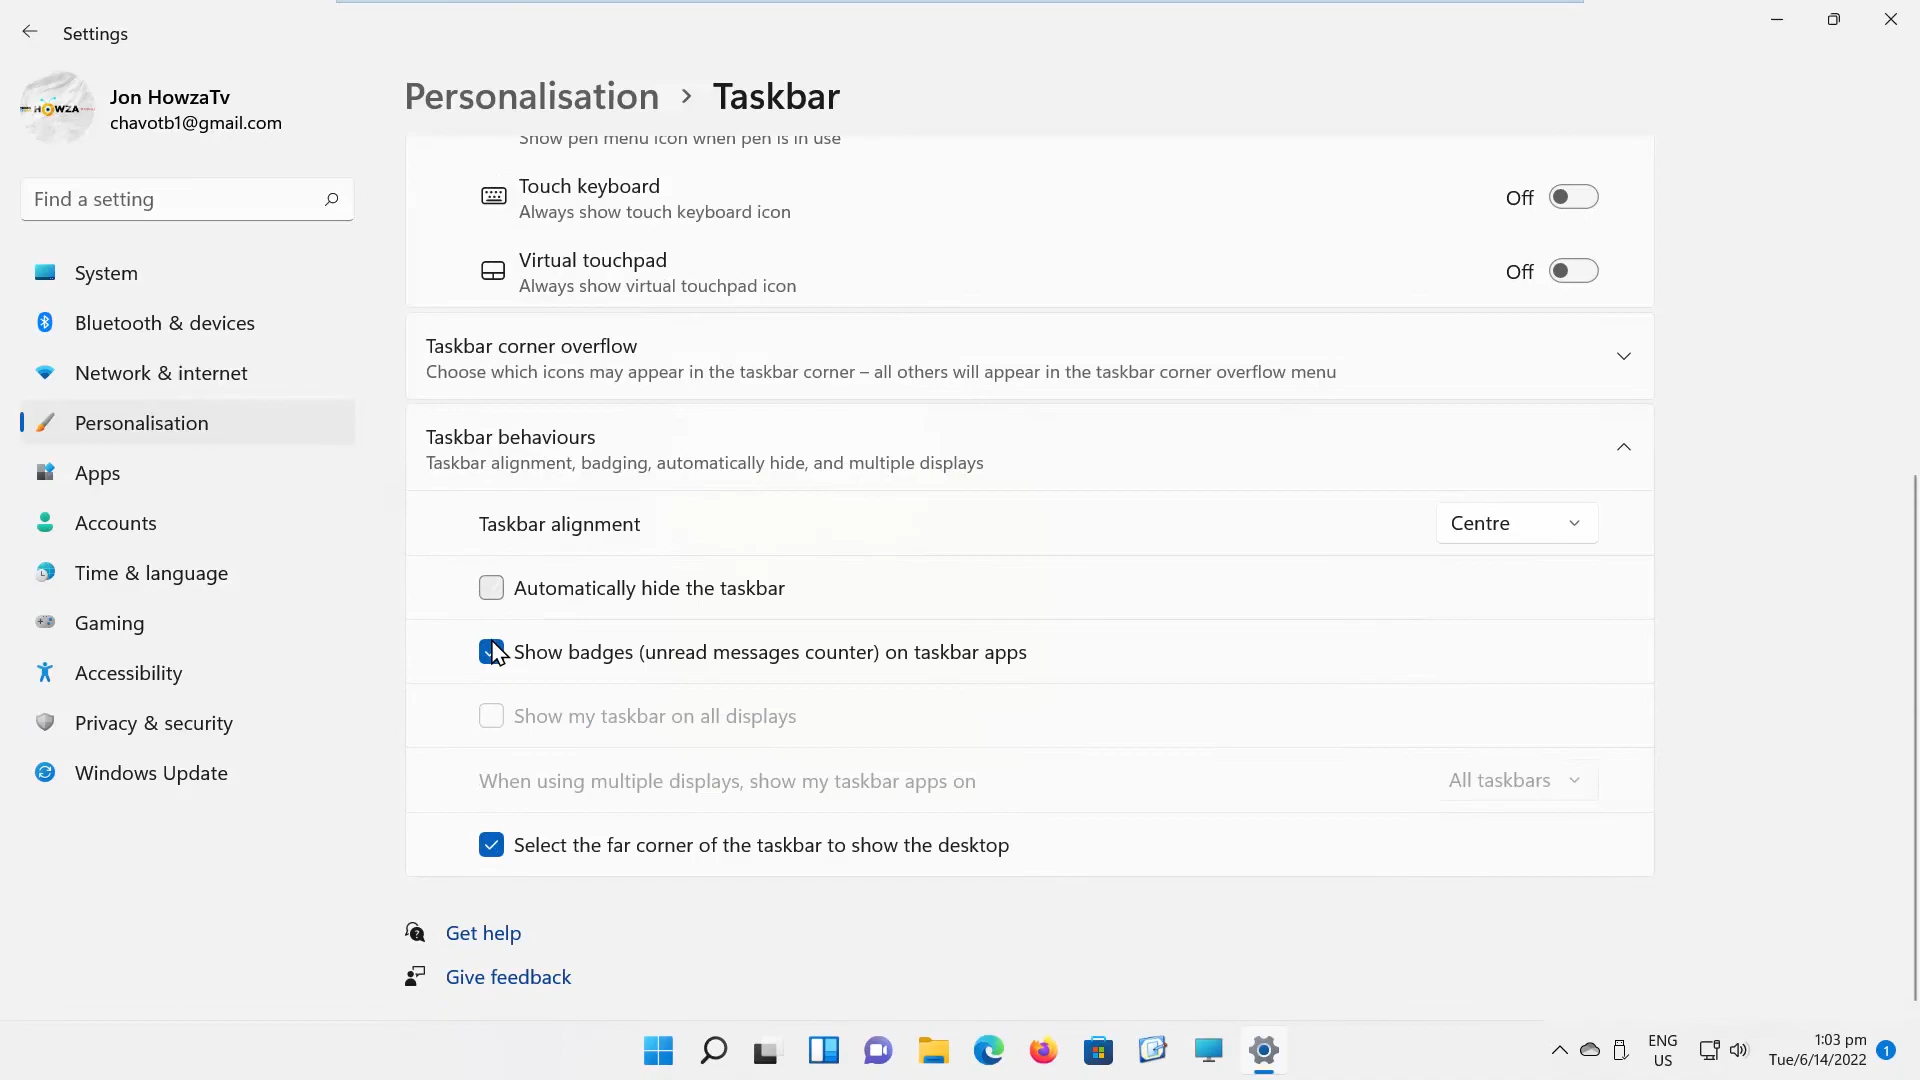 Settings
HOWZA
Jon HowzaTv
chavotb1@gmail.com
Find a setting
System
Bluetooth & devices
Network & internet
Personalisation
Apps
Accounts
Time & language
Gaming
Accessibility
Privacy & security
Windows Update
Personalisation > Taskbar
Show pen menu icon when pen is in use
Touch keyboard
Always show touch keyboard icon
Off
Virtual touchpad
Always show virtual touchpad icon
Off
Taskbar corner overflow
Choose which icons may appear in the taskbar corner – all others will appear in the taskbar corner overflow menu
Taskbar behaviours
Taskbar alignment, badging, automatically hide, and multiple displays
Taskbar alignment
Centre
Automatically hide the taskbar
Show badges (unread messages counter) on taskbar apps
Show my taskbar on all displays
When using multiple displays, show my taskbar apps on
All taskbars
Select the far corner of the taskbar to show the desktop
Get help
Give feedback
ENG
US
1:03 pm
Tue/6/14/2022
1